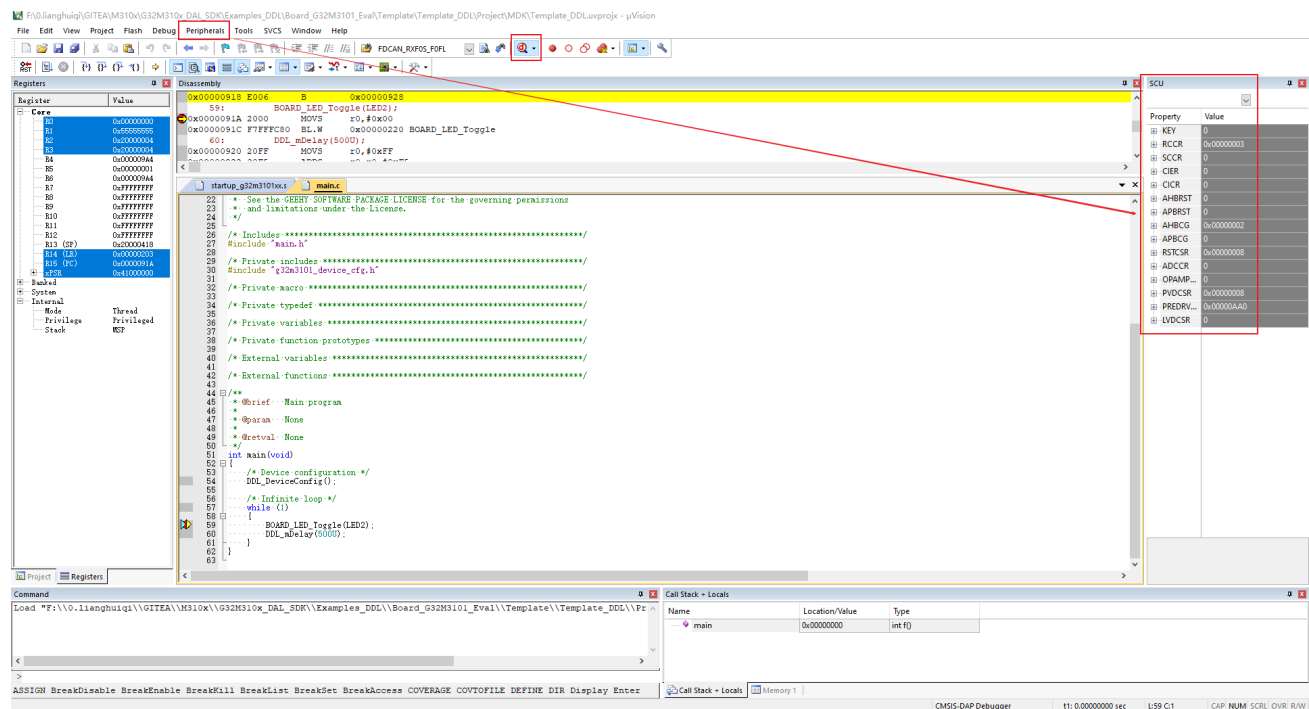 F:\0.lianghuiqi\GITEA\M310x\G32M310x_DAL_SDK\Examples_DDL\Board_G32M3101_Eval\Template\Template_DDL\Project\MDK\Template_DDL.uvprojx - µVision
File Edit View Project Flash Debug Peripherals Tools SVCS Window Help
FDCAN_RXF0S_F0FL
RST
Registers
Register Value
Core
R0 0x00000000
R1 0x55555555
R2 0x20000004
R3 0x20000004
R4 0x000009A4
R5 0x00000001
R6 0x000009A4
R7 0xFFFFFFFF
R8 0xFFFFFFFF
R9 0xFFFFFFFF
R10 0xFFFFFFFF
R11 0xFFFFFFFF
R12 0xFFFFFFFF
R13 (SP) 0x20000418
R14 (LR) 0x00000203
R15 (PC) 0x0000091A
xPSR 0x41000000
Banked
System
Internal
Mode Thread
Privilege Privileged
Stack MSP
Project Registers
Disassembly
0x00000918 E006 B 0x00000928
59: BOARD_LED_Toggle(LED2);
0x0000091A 2000 MOVS r0,#0x00
0x0000091C F7FFFC80 BL.W 0x00000220 BOARD_LED_Toggle
60: DDL_mDelay(500U);
0x00000920 20FF MOVS r0,#0xFF
startup_g32m3101xx.s main.c
22 * See the GEEHY SOFTWARE PACKAGE LICENSE for the governing permissions
23 * and limitations under the License.
24 */
25
26 /* Includes ***********************************************************/
27 #include "main.h"
28
29 /* Private includes ***************************************************/
30 #include "g32m3101_device_cfg.h"
31
32 /* Private macro ******************************************************/
33
34 /* Private typedef ****************************************************/
35
36 /* Private variables **************************************************/
37
38 /* Private function prototypes ****************************************/
39
40 /* External variables *************************************************/
41
42 /* External functions *************************************************/
43
44 /**
45 * @brief Main program
46 *
47 * @param None
48 *
49 * @retval None
50 */
51 int main(void)
52 {
53 /* Device configuration */
54 DDL_DeviceConfig();
55
56 /* Infinite loop */
57 while (1)
58 {
59 BOARD_LED_Toggle(LED2);
60 DDL_mDelay(500U);
61 }
62 }
63
SCU
Property Value
KEY 0
RCCR 0x00000003
SCCR 0
CIER 0
CICR 0
AHBRST 0
APBRST 0
AHBCG 0x00000002
APBCG 0
RSTCSR 0x00000008
ADCCR 0
OPAMP... 0
PVDCSR 0x00000008
PREDRV... 0x00000AA0
LVDCSR 0
Command
Load "F:\\0.lianghuiqi\\GITEA\\M310x\\G32M310x_DAL_SDK\\Examples_DDL\\Board_G32M3101_Eval\\Template\\Template_DDL\\Pr
>
ASSIGN BreakDisable BreakEnable BreakKill BreakList BreakSet BreakAccess COVERAGE COVTOFILE DEFINE DIR Display Enter
Call Stack + Locals
Name Location/Value Type
main 0x00000000 int f()
Call Stack + Locals Memory 1
CMSIS-DAP Debugger t1: 0.00000000 sec L:59 C:1 CAP NUM SCRL OVR R/W